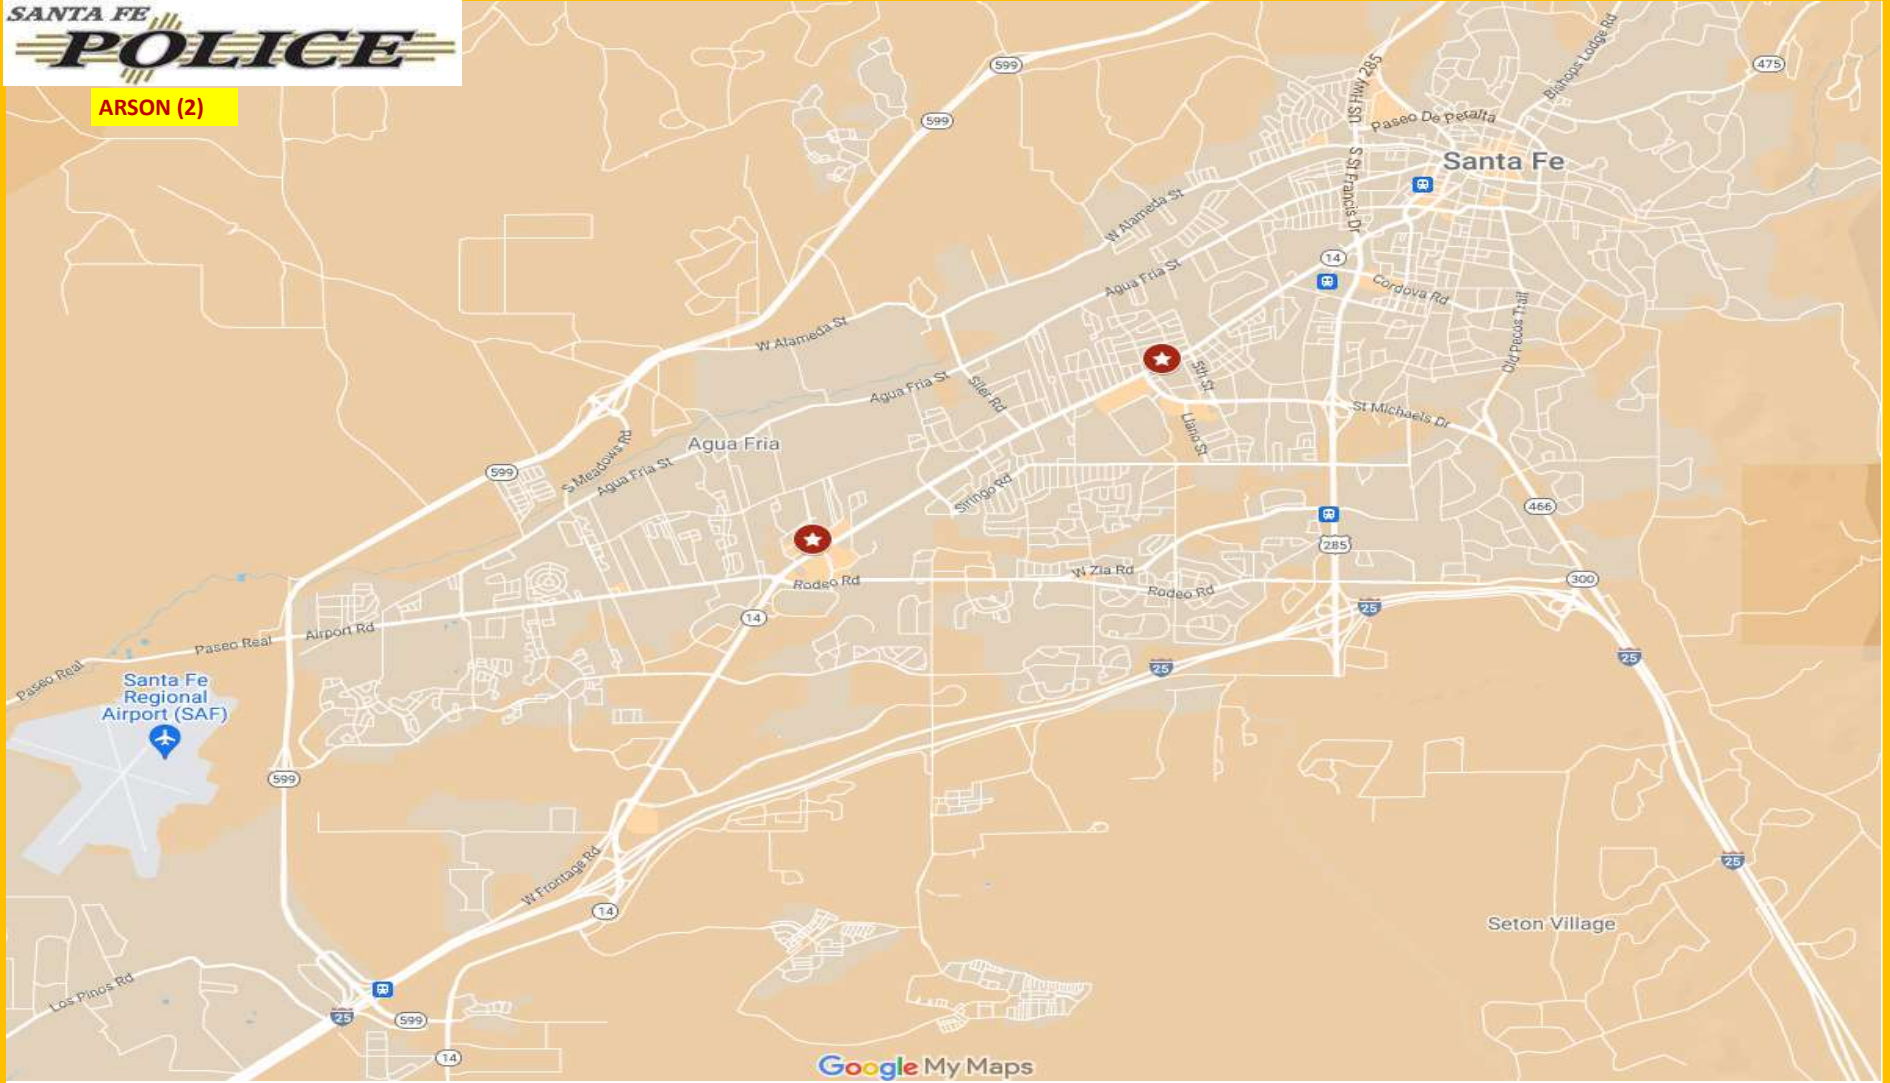 SANTA FE
POLICE
ARSON (2)
599
475
599
US Hwy 285
Bishops Lodge Rd
Paseo De Peralta
Santa Fe
S St Francis Dr
W Alameda St
14
Agua Fria St
Cordova Rd
Old Pecos Trail
W Alameda St
5th St
Agua Fria St
Siler Rd
St Michaels Dr
Llano St
Agua Fria
S Meadows Rd
599
Agua Fria St
Siringo Rd
466
285
W Zia Rd
300
Rodeo Rd
Rodeo Rd
25
14
Airport Rd
Paseo Real
25
25
Paseo Real
Santa Fe
Regional
Airport (SAF)
599
25
W Frontage Rd
14
Seton Village
Los Pinos Rd
25
599
14
Google My Maps